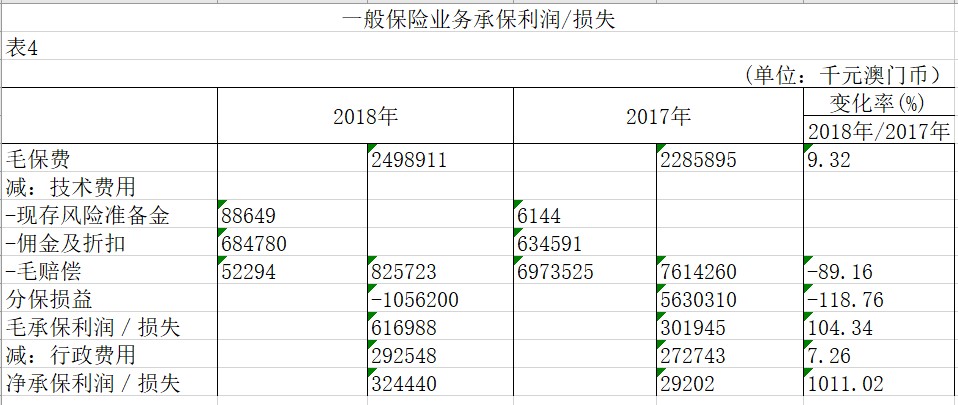 一般保险业务承保利润/损失
表4
(单位：千元澳门币）
2018年 2017年 变化率(%)
2018年/2017年
毛保费 2498911 2285895 9.32
减：技术费用
-现存风险准备金 88649 6144
-佣金及折扣 684780 634591
-毛赔偿 52294 825723 6973525 7614260 -89.16
分保损益 -1056200 5630310 -118.76
毛承保利润／损失 616988 301945 104.34
减：行政费用 292548 272743 7.26
净承保利润／损失 324440 29202 1011.02